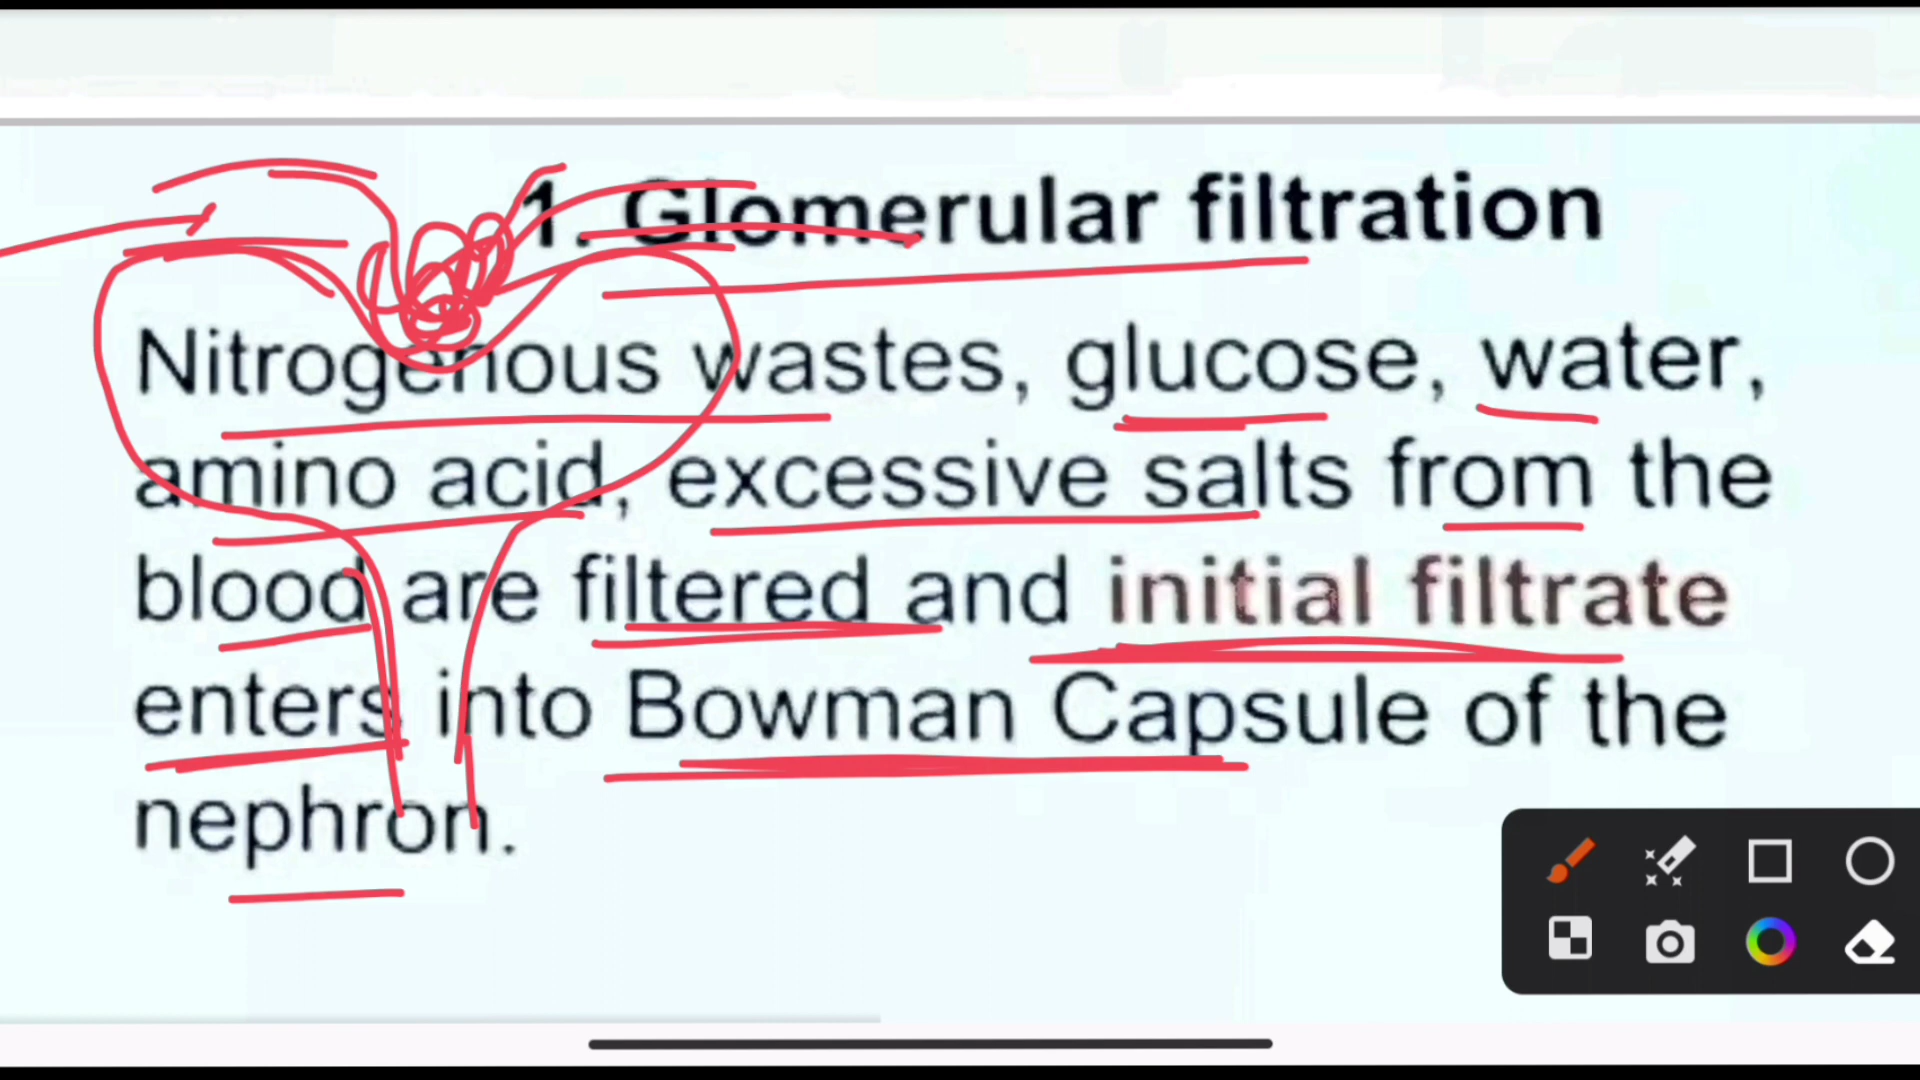 1. Glomerular filtration
Nitrogenous wastes, glucose, water,
amino acid, excessive salts from the
blood are filtered and initial filtrate
enters into Bowman Capsule of the
nephron.